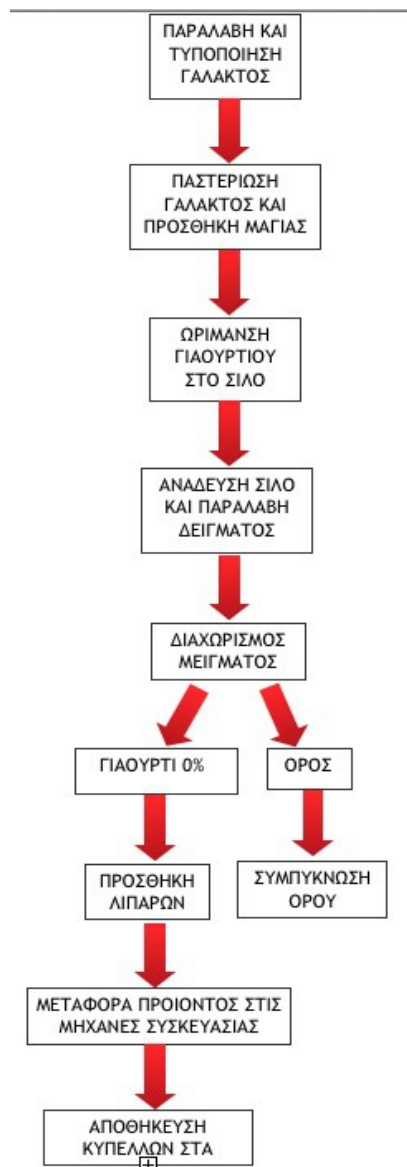 ΠΑΡΑΛΑΒΗ ΚΑΙ
ΤΥΠΟΠΟΙΗΣΗ
ΓΑΛΑΚΤΟΣ
ΠΑΣΤΕΡΙΩΣΗ
ΓΑΛΑΚΤΟΣ ΚΑΙ
ΠΡΟΣΘΗΚΗ ΜΑΓΙΑΣ
ΩΡΙΜΑΝΣΗ
ΓΙΑΟΥΡΤΙΟΥ
ΣΤΟ ΣΙΛΟ
ΑΝΑΔΕΥΣΗ ΣΙΛΟ
ΚΑΙ ΠΑΡΑΛΑΒΗ
ΔΕΙΓΜΑΤΟΣ
ΔΙΑΧΩΡΙΣΜΟΣ
ΜΕΙΓΜΑΤΟΣ
ΓΙΑΟΥΡΤΙ 0%
ΟΡΟΣ
ΠΡΟΣΘΗΚΗ
ΛΙΠΑΡΩΝ
ΣΥΜΠΥΚΝΩΣΗ
ΟΡΟΥ
ΜΕΤΑΦΟΡΑ ΠΡΟΙΟΝΤΟΣ ΣΤΙΣ
ΜΗΧΑΝΕΣ ΣΥΣΚΕΥΑΣΙΑΣ
ΑΠΟΘΗΚΕΥΣΗ
ΚΥΠΕΛΛΩΝ ΣΤΑ